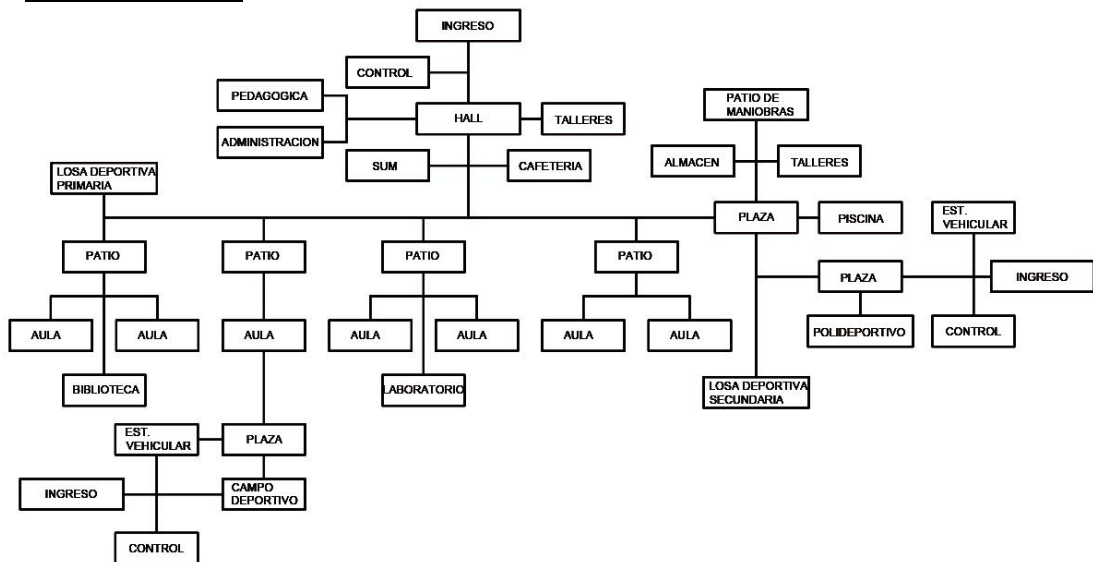 INGRESO
CONTROL
PEDAGOGICA
PATIO DE
MANIOBRAS
HALL
TALLERES
ADMINISTRACION
SUM
CAFETERIA
ALMACEN
TALLERES
LOSA DEPORTIVA
PRIMARIA
PLAZA
PISCINA
EST.
VEHICULAR
PATIO
PATIO
PATIO
PATIO
PLAZA
INGRESO
AULA
AULA
AULA
AULA
AULA
AULA
AULA
POLIDEPORTIVO
CONTROL
BIBLIOTECA
LABORATORIO
LOSA DEPORTIVA
SECUNDARIA
EST.
VEHICULAR
PLAZA
INGRESO
CAMPO
DEPORTIVO
CONTROL